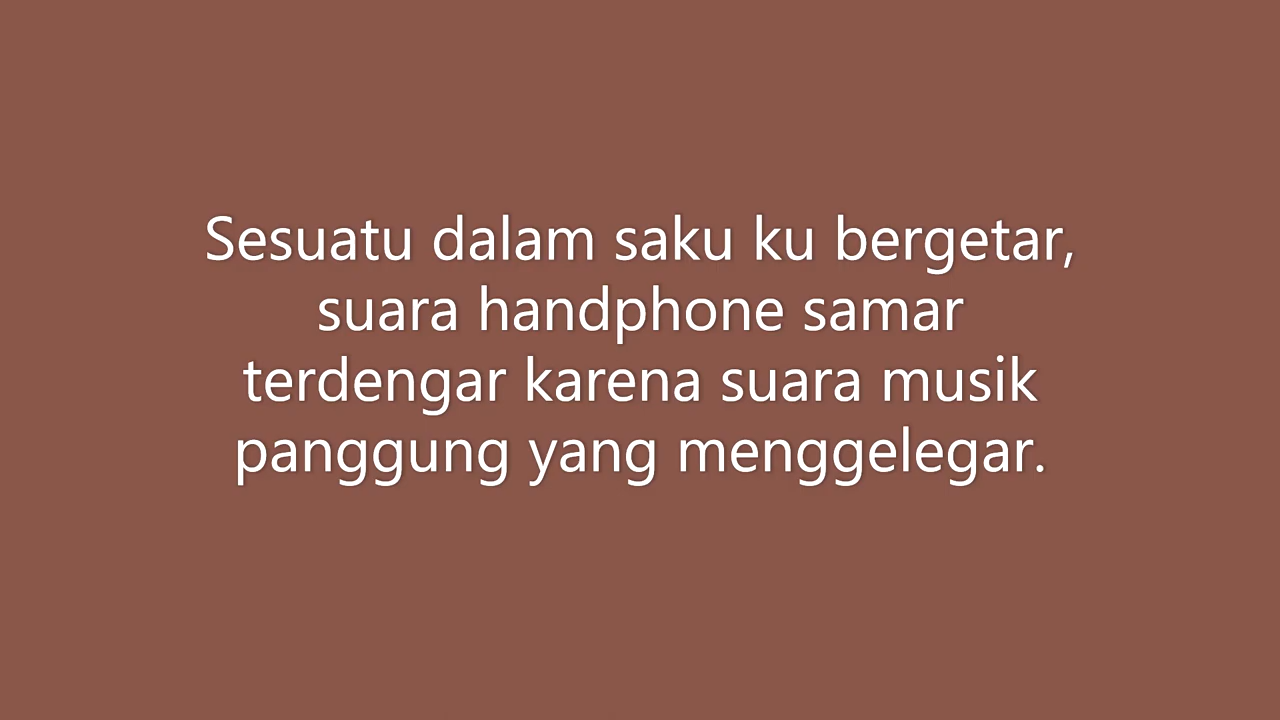 Sesuatu dalam saku ku bergetar,
suara handphone samar
terdengar karena suara musik
panggung yang menggelegar.